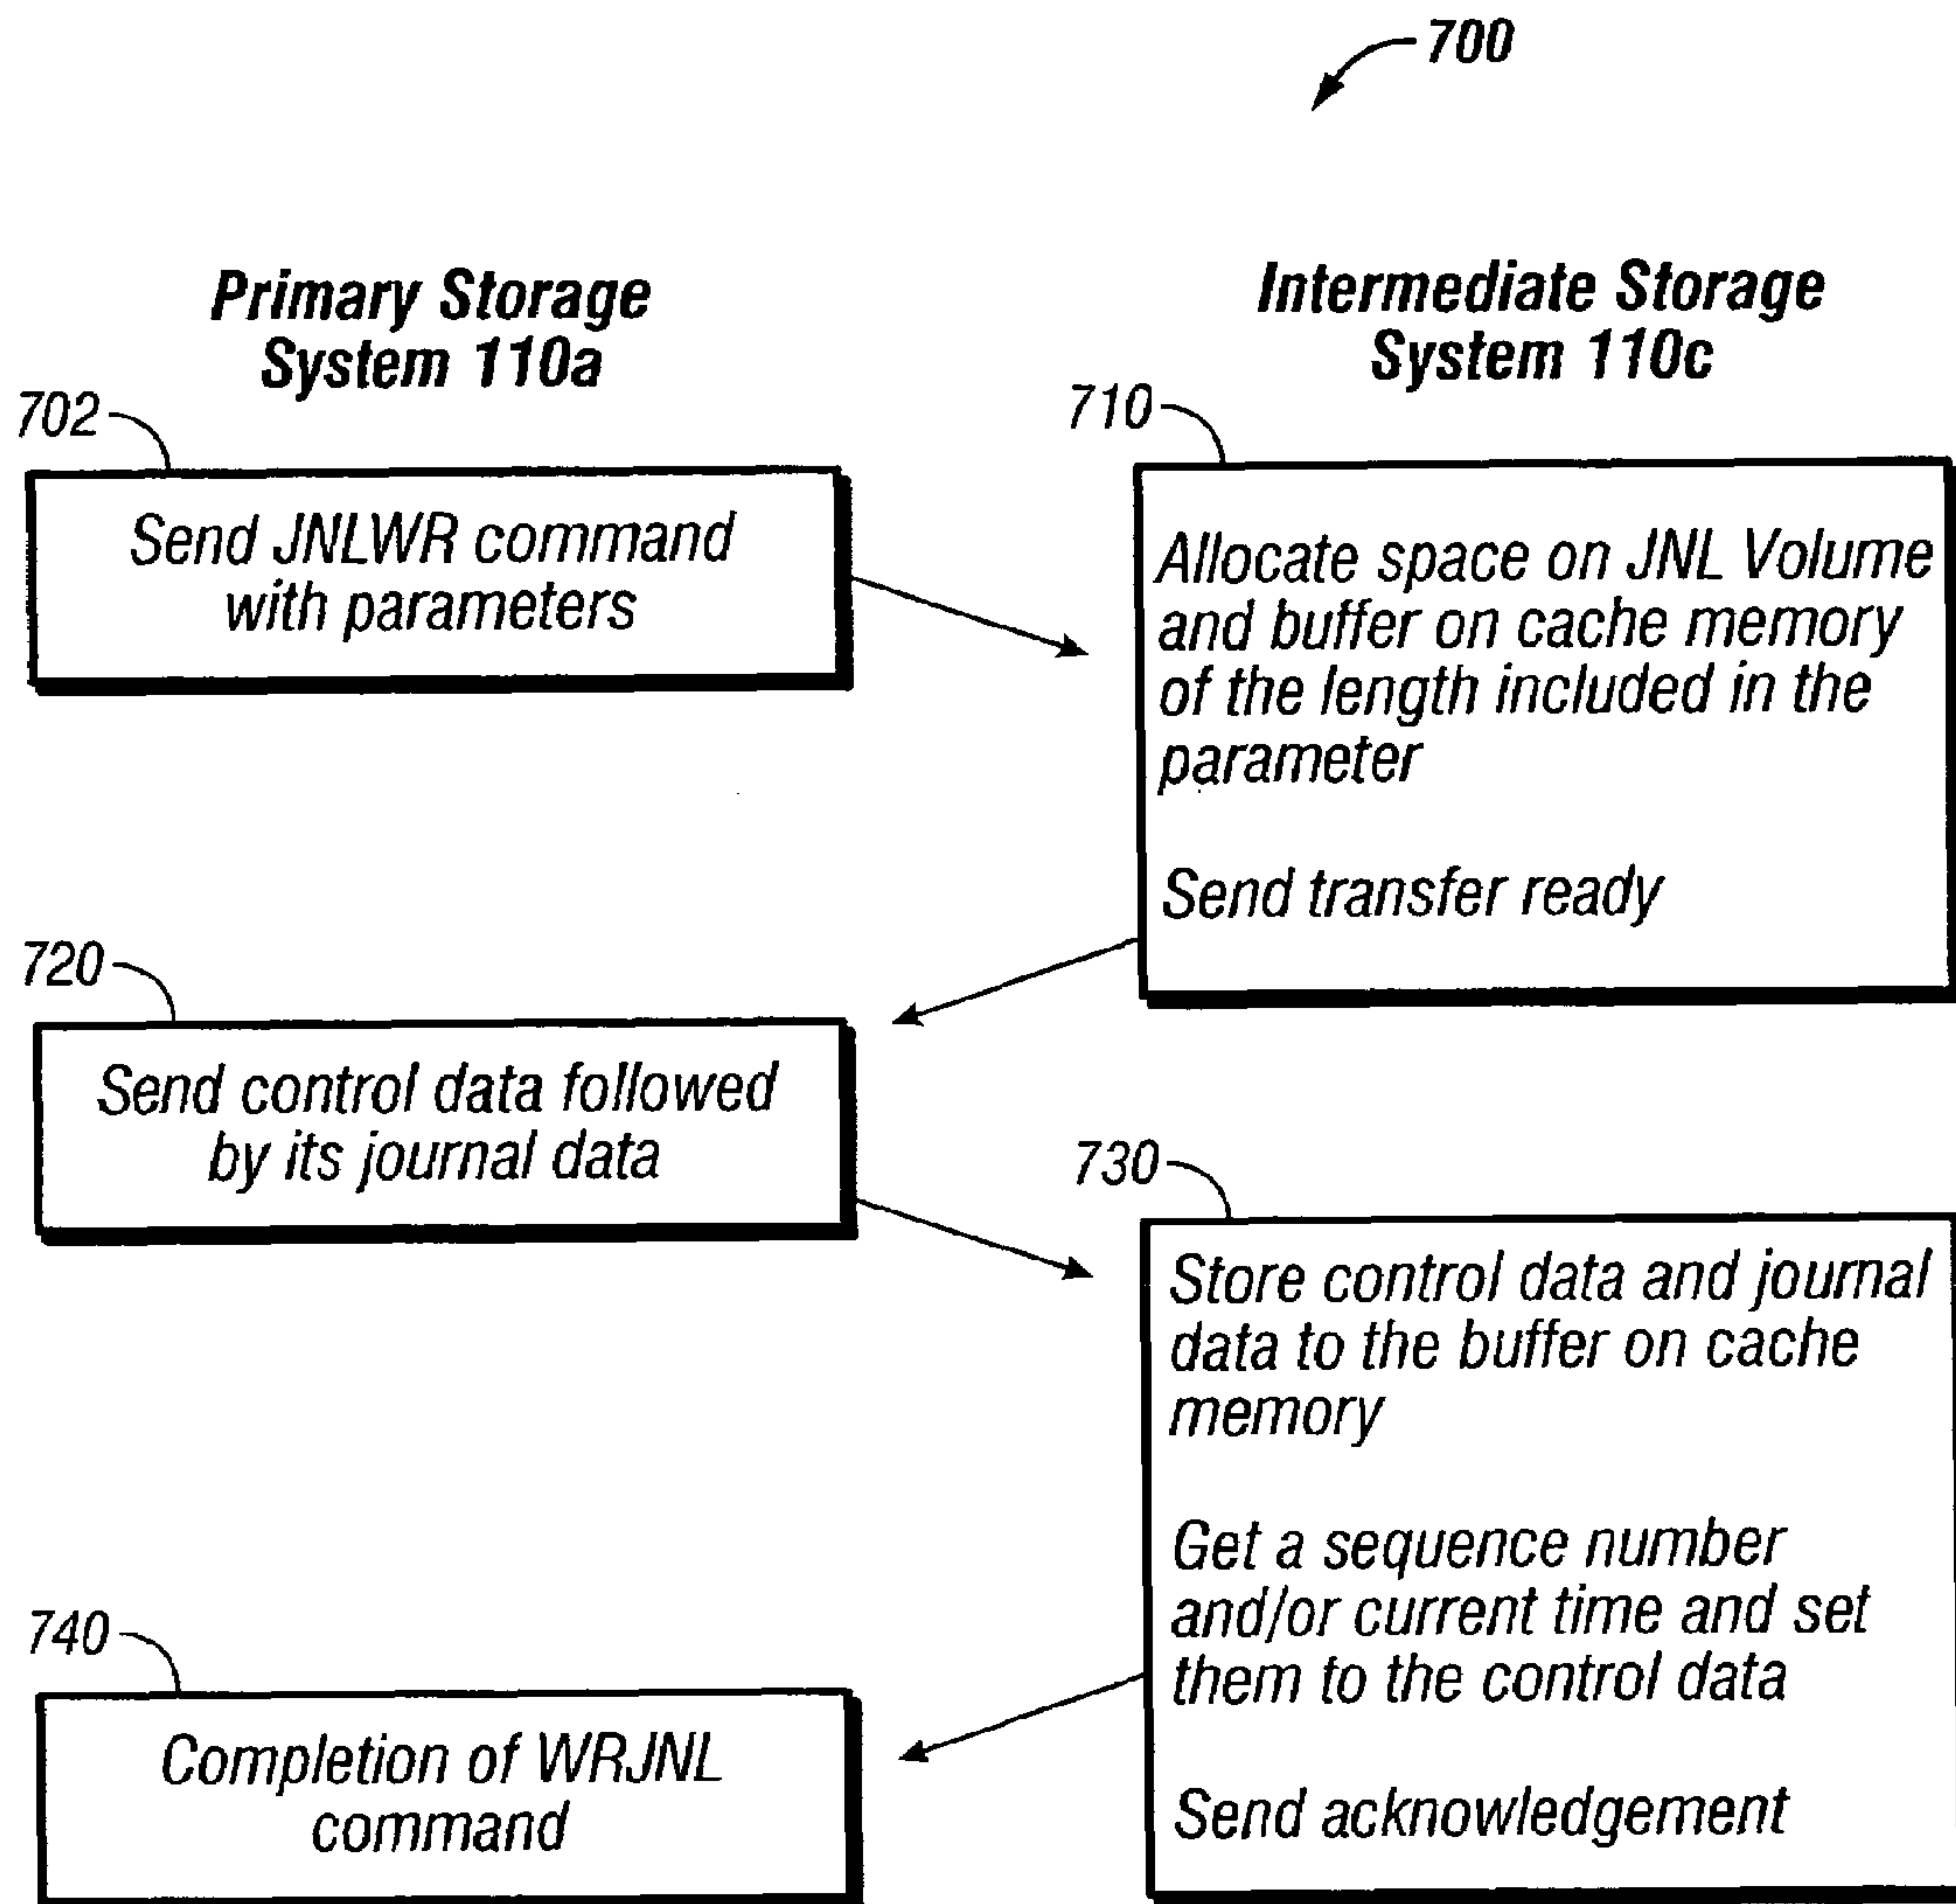 700
Primary Storage
System 110a
Intermediate Storage
System 110c
702
Send JNLWR command
with parameters
710
Allocate space on JNL Volume
and buffer on cache memory
of the length included in the
parameter
Send transfer ready
720
Send control data followed
by its journal data
730
Store control data and journal
data to the buffer on cache
memory
Get a sequence number
and/or current time and set
them to the control data
Send acknowledgement
740
Completion of WRJNL
command